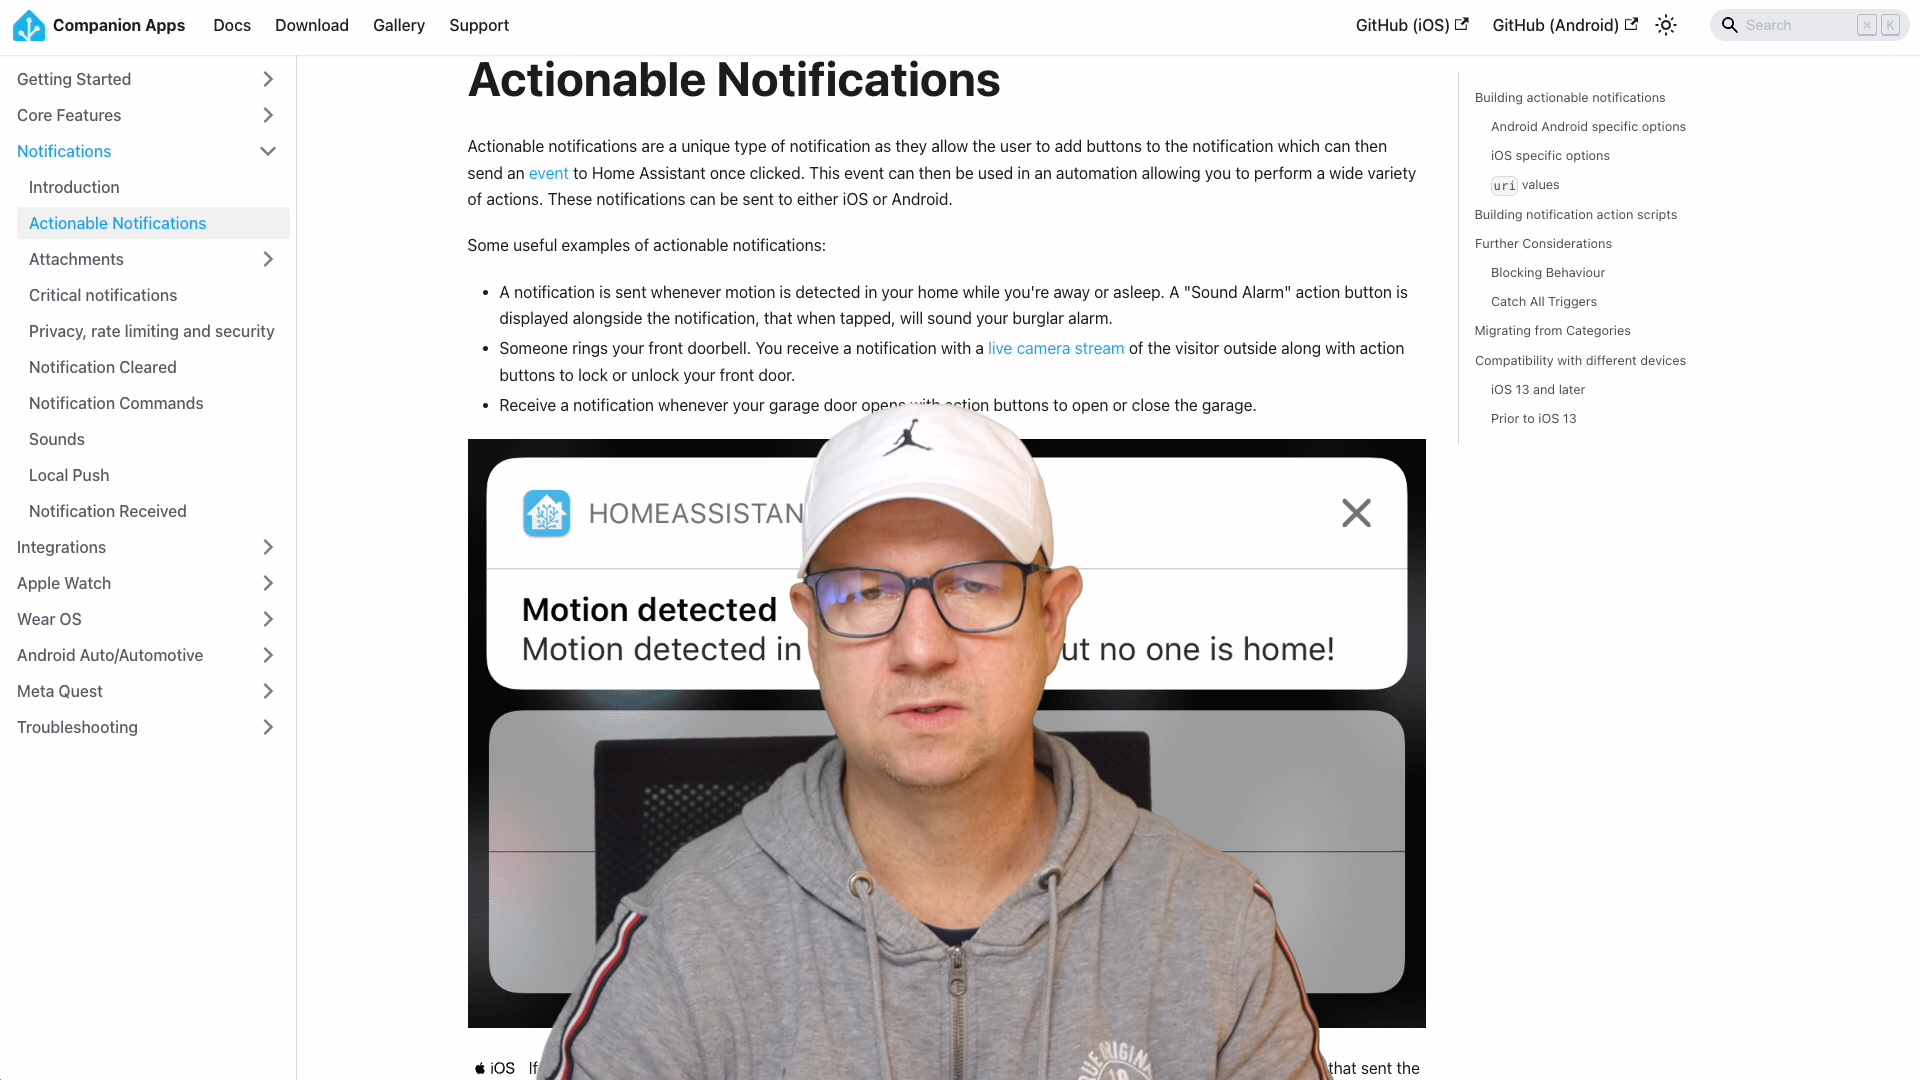 Companion Apps
Docs
Download
Gallery
Support
GitHub (iOS)
GitHub (Android)
Search
⌘
K
Getting Started
Core Features
Notifications
Introduction
Actionable Notifications
Attachments
Critical notifications
Privacy, rate limiting and security
Notification Cleared
Notification Commands
Sounds
Local Push
Notification Received
Integrations
Apple Watch
Wear OS
Android Auto/Automotive
Meta Quest
Troubleshooting
Actionable Notifications
Actionable notifications are a unique type of notification as they allow the user to add buttons to the notification which can then
send an event to Home Assistant once clicked. This event can then be used in an automation allowing you to perform a wide variety
of actions. These notifications can be sent to either iOS or Android.
Some useful examples of actionable notifications:
• A notification is sent whenever motion is detected in your home while you're away or asleep. A "Sound Alarm" action button is
displayed alongside the notification, that when tapped, will sound your burglar alarm.
• Someone rings your front doorbell. You receive a notification with a live camera stream of the visitor outside along with action
buttons to lock or unlock your front door.
• Receive a notification whenever your garage door opens with action buttons to open or close the garage.
HOMEASSISTAN
Motion detected
Motion detected in ut no one is home!
iOS If that sent the
Building actionable notifications
Android Android specific options
iOS specific options
uri values
Building notification action scripts
Further Considerations
Blocking Behaviour
Catch All Triggers
Migrating from Categories
Compatibility with different devices
iOS 13 and later
Prior to iOS 13